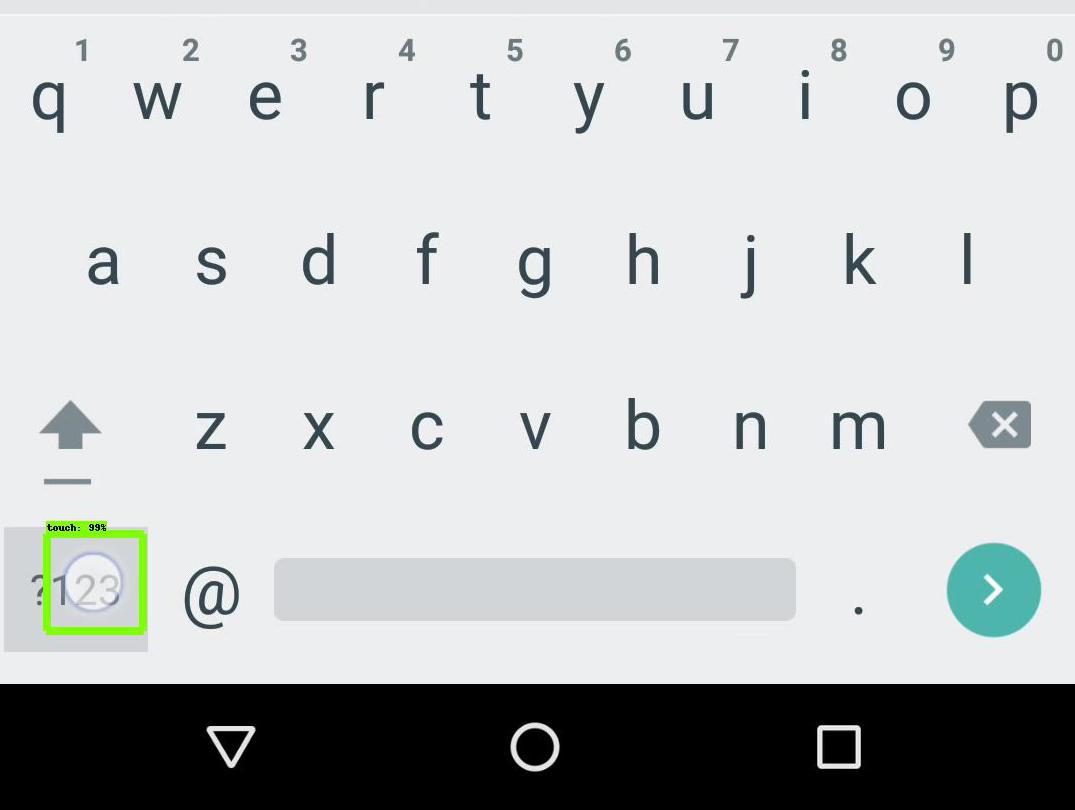 1 2 3 4 5 6 7 8 9 0
q w e r t y u i o p
a s d f g h j k l
z x c v b n m
touch: 99%
?123 @ .